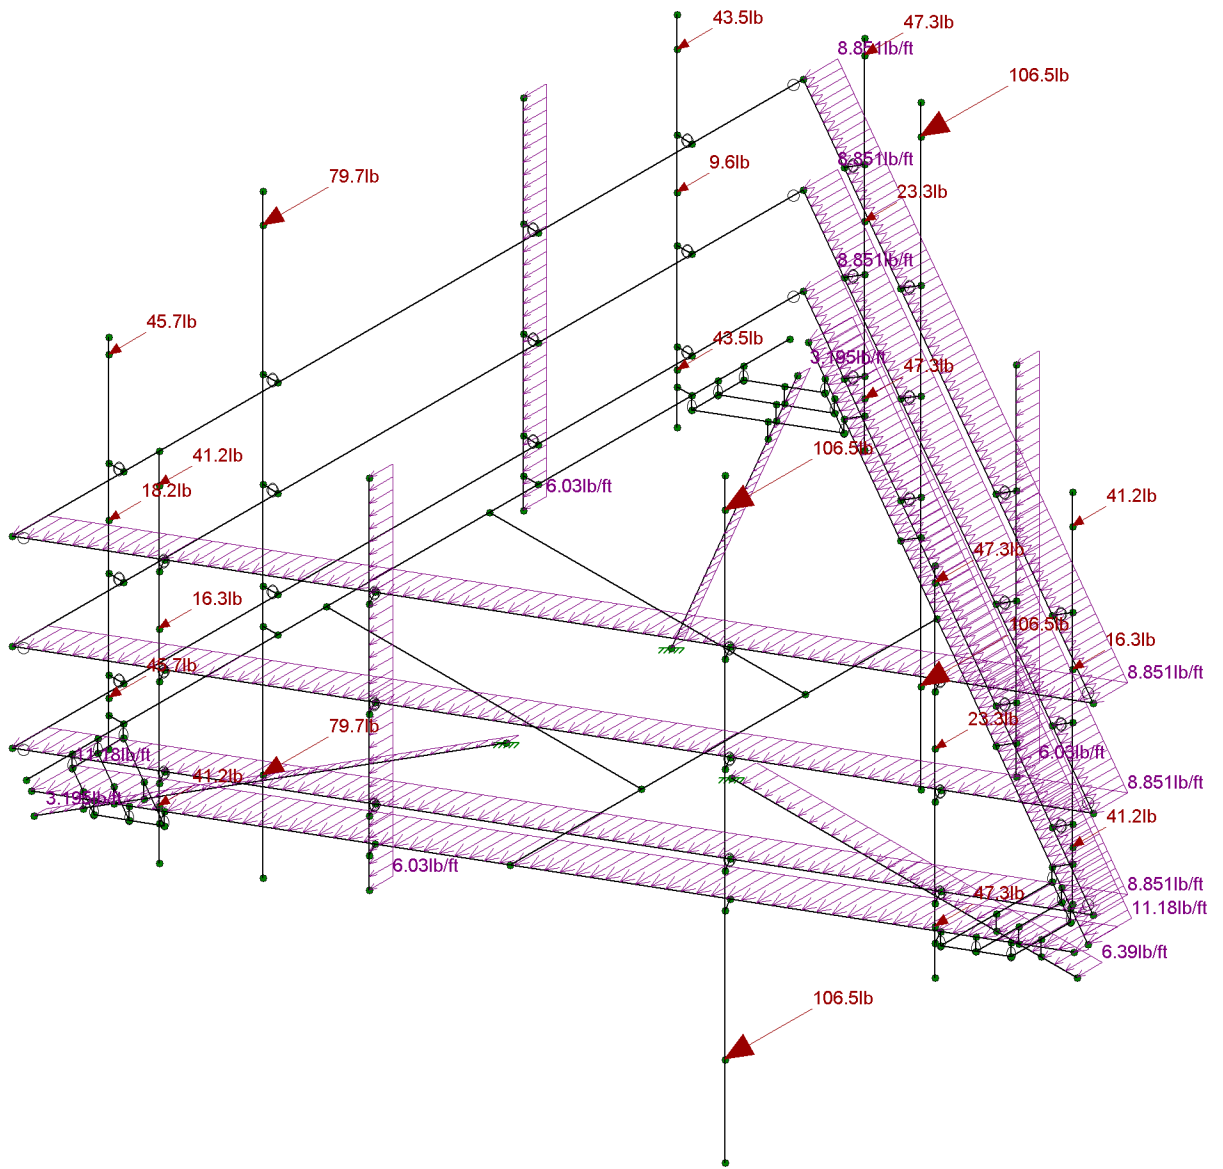 43.5lb
47.3lb
8.851lb/ft
106.5lb
8.851lb/ft
9.6lb
79.7lb
23.3lb
8.851lb/ft
45.7lb
43.5lb
3.195lb/ft
47.3lb
41.2lb
106.5lb
18.2lb
6.03lb/ft
41.2lb
47.3lb
16.3lb
106.5lb
16.3lb
45.7lb
8.851lb/ft
79.7lb
23.3lb
11.18lb/ft
6.03lb/ft
41.2lb
8.851lb/ft
3.195lb/ft
41.2lb
6.03lb/ft
8.851lb/ft
47.3lb
11.18lb/ft
6.39lb/ft
106.5lb